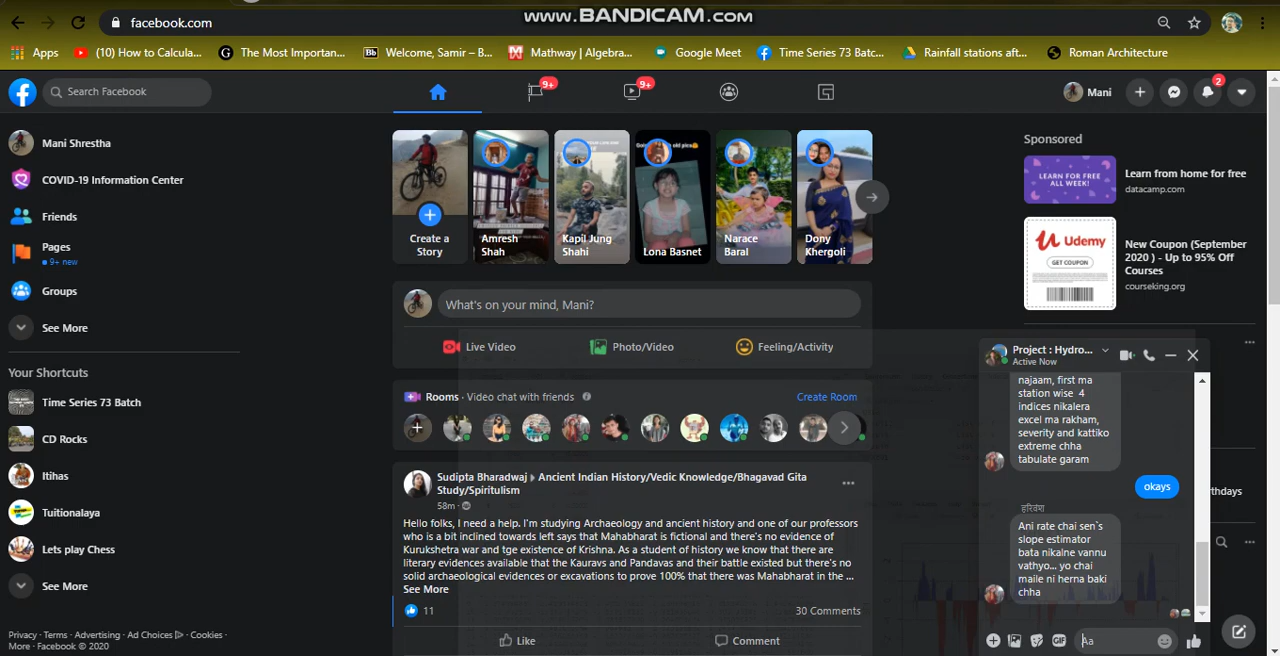 www.BANDICAM.com
facebook.com
Apps
(10) How to Calcula...
The Most Importan...
Welcome, Samir – B...
Mathway | Algebra...
Google Meet
Time Series 73 Batc...
Rainfall stations aft...
Roman Architecture
Search Facebook
9+
9+
Mani
2
Mani Shrestha
COVID-19 Information Center
Friends
Pages
9+ new
Groups
See More
Your Shortcuts
Time Series 73 Batch
CD Rocks
Itihas
Tuitionalaya
Lets play Chess
See More
Privacy · Terms · Advertising · Ad Choices · Cookies ·
More · Facebook © 2020
Create a
Story
Amresh
Shah
Kapil Jung
Shahi
Lona Basnet
Narace
Baral
Dony
Khergoli
What's on your mind, Mani?
Live Video
Photo/Video
Feeling/Activity
Rooms · Video chat with friends
Create Room
Sudipta Bharadwaj ▸ Ancient Indian History/Vedic Knowledge/Bhagavad Gita
Study/Spiritulism
58m ·
Hello folks, I need a help. I'm studying Archaeology and ancient history and one of our professors
who is a bit inclined towards left says that Mahabharat is fictional and there's no evidence of
Kurukshetra war and tge existence of Krishna. As a student of history we know that there are
literary evidences available that the Kauravs and Pandavas and their battle existed but there's no
solid archaeological evidences or excavations to prove 100% that there was Mahabharat in the ...
See More
11
30 Comments
Like
Comment
Sponsored
LEARN FOR FREE
ALL WEEK!
Learn from home for free
datacamp.com
Udemy
GET COUPON
New Coupon (September
2020 ) - Up to 95% Off
Courses
courseking.org
rthdays
Project : Hydro...
Active Now
najaam, first ma
station wise 4
indices nikalera
excel ma rakham,
severity and kattiko
extreme chha
tabulate garam
okays
हरिवंश
Ani rate chai sen`s
slope estimator
bata nikalne vannu
vathyo... yo chai
maile ni herna baki
chha
GIF
Aa